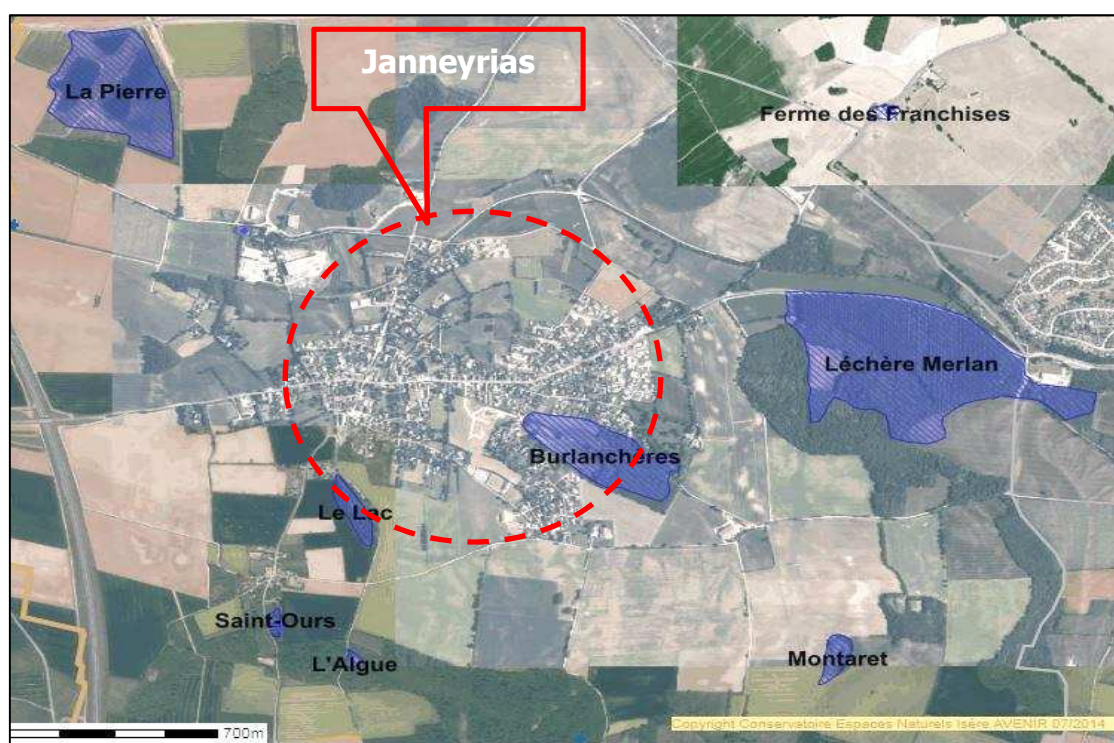 Janneyrias
La Pierre
Ferme des Franchises
Léchère Merlan
Burlanchères
Le Lac
Saint-Ours
L'Aigue
Montaret
700m
Copyright Conservatoire Espaces Naturels Isère AVENIR 07/2014